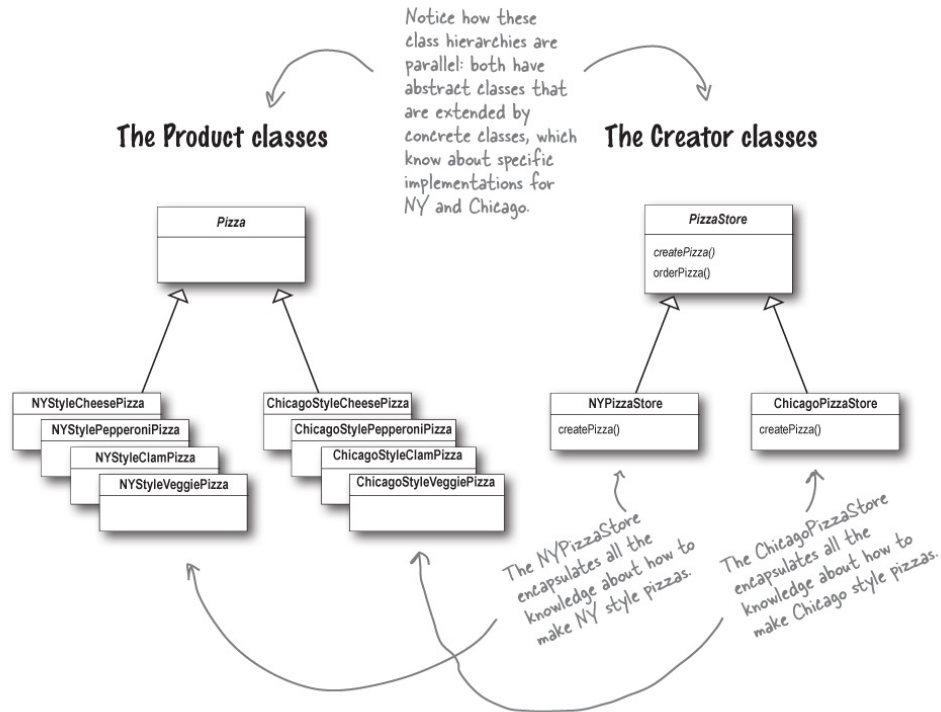 Notice how these
class hierarchies are
parallel: both have
abstract classes that
are extended by
concrete classes, which
know about specific
implementations for
NY and Chicago.
The Product classes
The Creator classes
Pizza
PizzaStore
createPizza()
orderPizza()
NYStyleCheesePizza
NYStylePepperoniPizza
NYStyleClamPizza
NYStyleVeggiePizza
ChicagoStyleCheesePizza
ChicagoStylePepperoniPizza
ChicagoStyleClamPizza
ChicagoStyleVeggiePizza
NYPizzaStore
createPizza()
ChicagoPizzaStore
createPizza()
The NYPizzaStore
encapsulates all the
knowledge about how to
make NY style pizzas.
The ChicagoPizzaStore
encapsulates all the
knowledge about how to
make Chicago style pizzas.